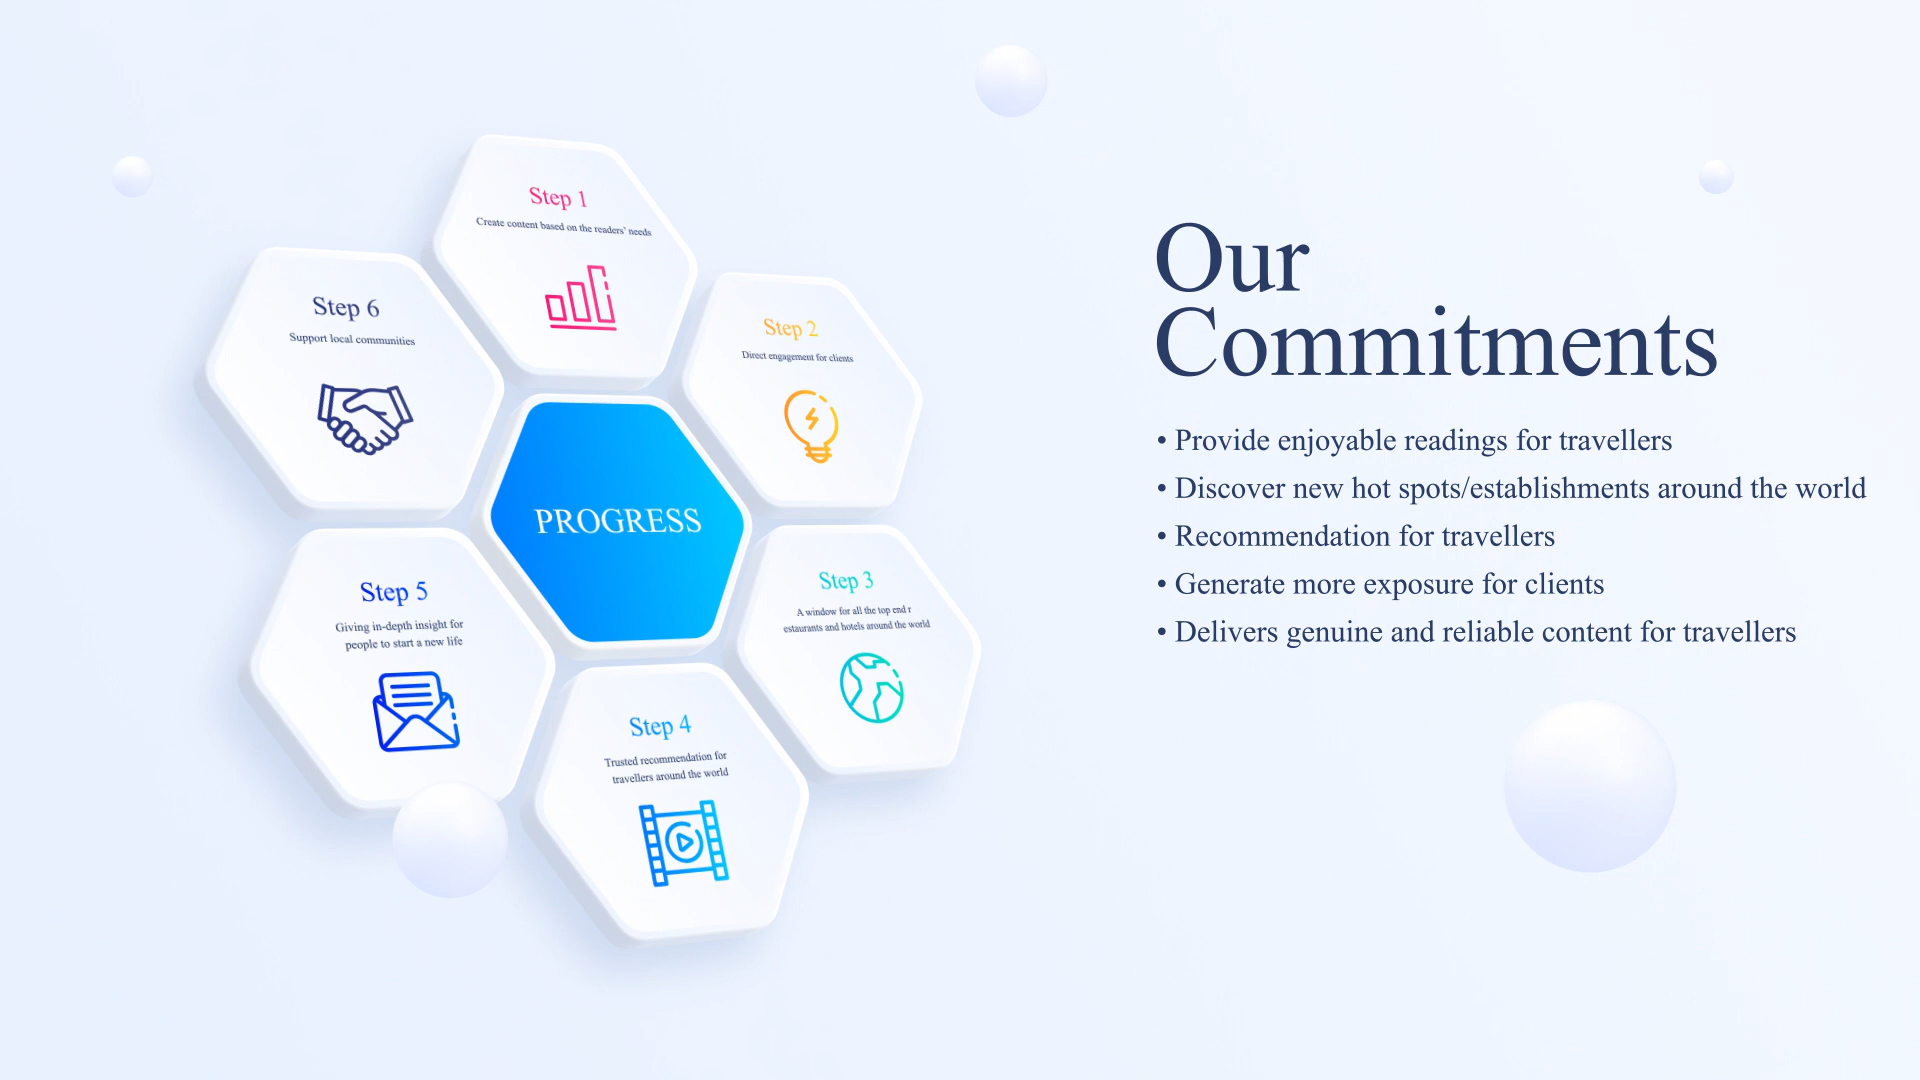 Step 1
Create content based on the readers' needs
Step 2
Direct engagement for clients
Step 3
A window for all the top end r
estaurants and hotels around the world
Step 4
Trusted recommendation for
travellers around the world
Step 5
Giving in-depth insight for
people to start a new life
Step 6
Support local communities
PROGRESS
Our
Commitments
• Provide enjoyable readings for travellers
• Discover new hot spots/establishments around the world
• Recommendation for travellers
• Generate more exposure for clients
• Delivers genuine and reliable content for travellers